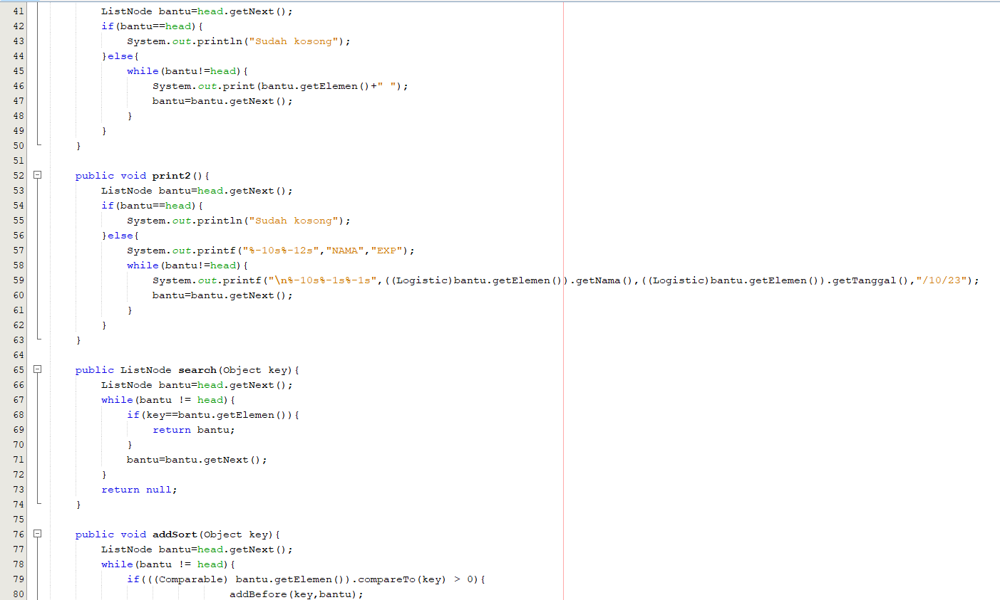 41 ListNode bantu=head.getNext();
42 if(bantu==head){
43 System.out.println("Sudah kosong");
44 }else{
45 while(bantu!=head){
46 System.out.print(bantu.getElemen()+" ");
47 bantu=bantu.getNext();
48 }
49 }
50 }
51
52 public void print2(){
53 ListNode bantu=head.getNext();
54 if(bantu==head){
55 System.out.println("Sudah kosong");
56 }else{
57 System.out.printf("%-10s%-12s","NAMA","EXP");
58 while(bantu!=head){
59 System.out.printf("\n%-10s%-1s%-1s",((Logistic)bantu.getElemen()).getNama(),((Logistic)bantu.getElemen()).getTanggal(),"/10/23");
60 bantu=bantu.getNext();
61 }
62 }
63 }
64
65 public ListNode search(Object key){
66 ListNode bantu=head.getNext();
67 while(bantu != head){
68 if(key==bantu.getElemen()){
69 return bantu;
70 }
71 bantu=bantu.getNext();
72 }
73 return null;
74 }
75
76 public void addSort(Object key){
77 ListNode bantu=head.getNext();
78 while(bantu != head){
79 if(((Comparable) bantu.getElemen()).compareTo(key) > 0){
80 addBefore(key,bantu);